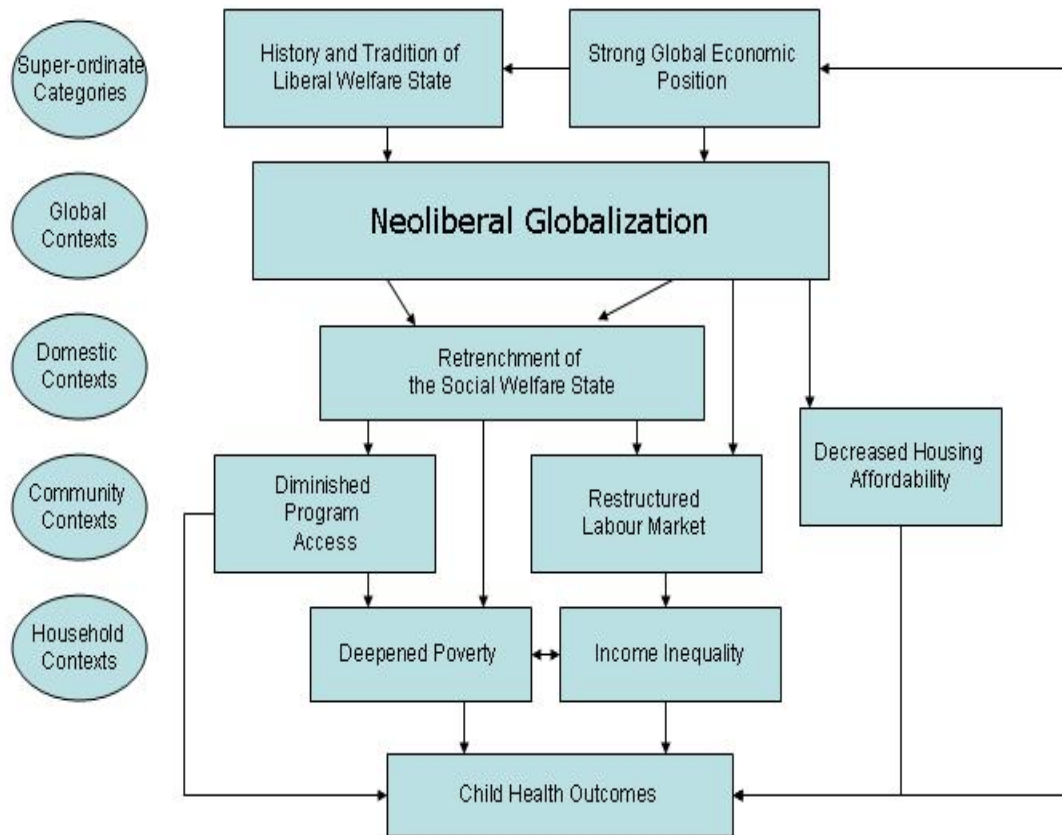 Super-ordinate
Categories
History and Tradition of
Liberal Welfare State
Strong Global Economic
Position
Global
Contexts
Neoliberal Globalization
Domestic
Contexts
Retrenchment of
the Social Welfare State
Decreased Housing
Affordability
Community
Contexts
Diminished
Program
Access
Restructured
Labour Market
Household
Contexts
Deepened Poverty
Income Inequality
Child Health Outcomes